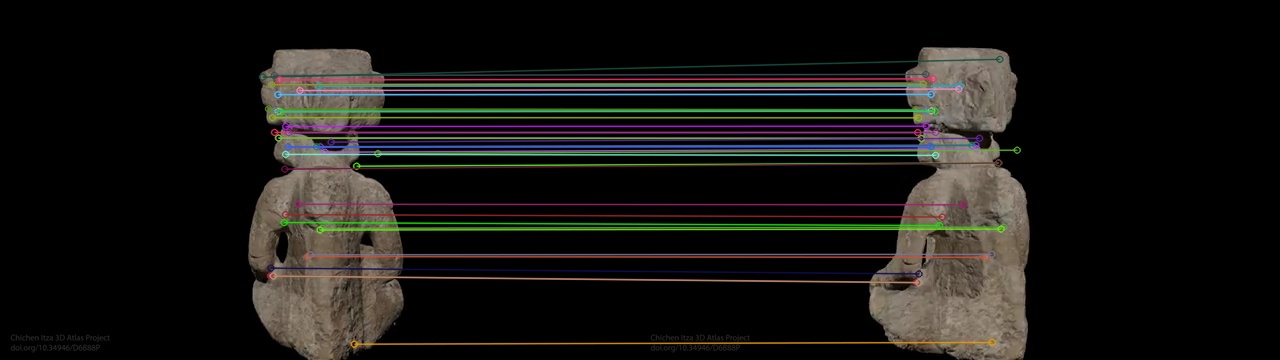 Chichen Itza 3D Atlas Project
doi.org/10.34946/D6B88P
Chichen Itza 3D Atlas Project
doi.org/10.34946/D6B88P